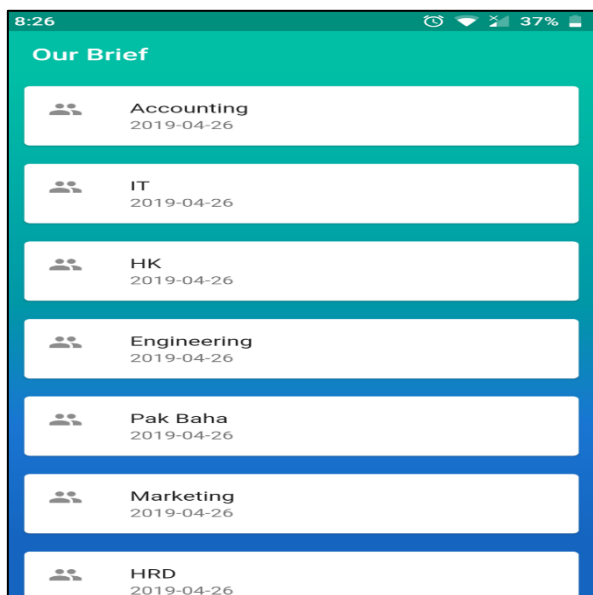 8:26
37%
Our Brief
Accounting
2019-04-26
IT
2019-04-26
HK
2019-04-26
Engineering
2019-04-26
Pak Baha
2019-04-26
Marketing
2019-04-26
HRD
2019-04-26